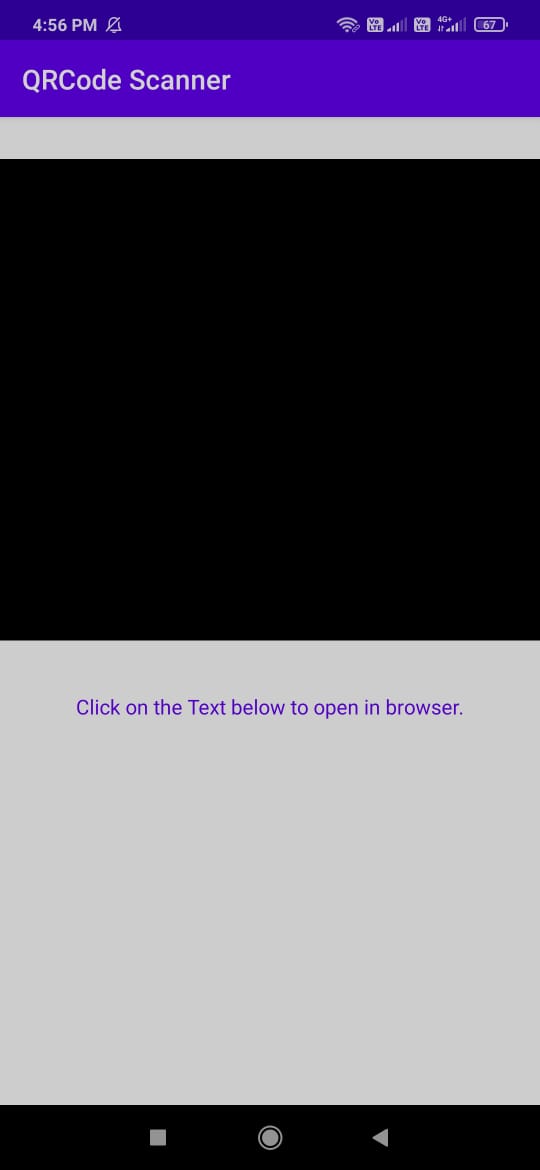 4:56 PM Vo LTE Vo LTE 4G+ 67
QRCode Scanner
Click on the Text below to open in browser.